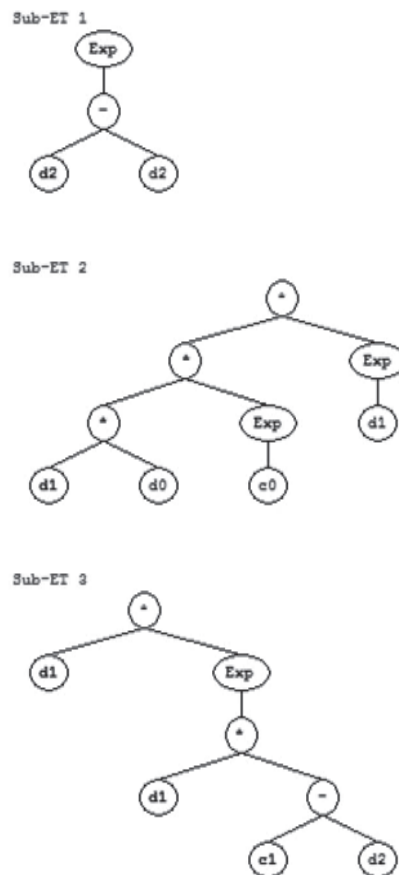 Sub-ET 1
Exp
-
d2 d2
Sub-ET 2
*
* Exp
* Exp d1
d1 d0 c0
Sub-ET 3
*
d1 Exp
*
d1 -
c1 d2